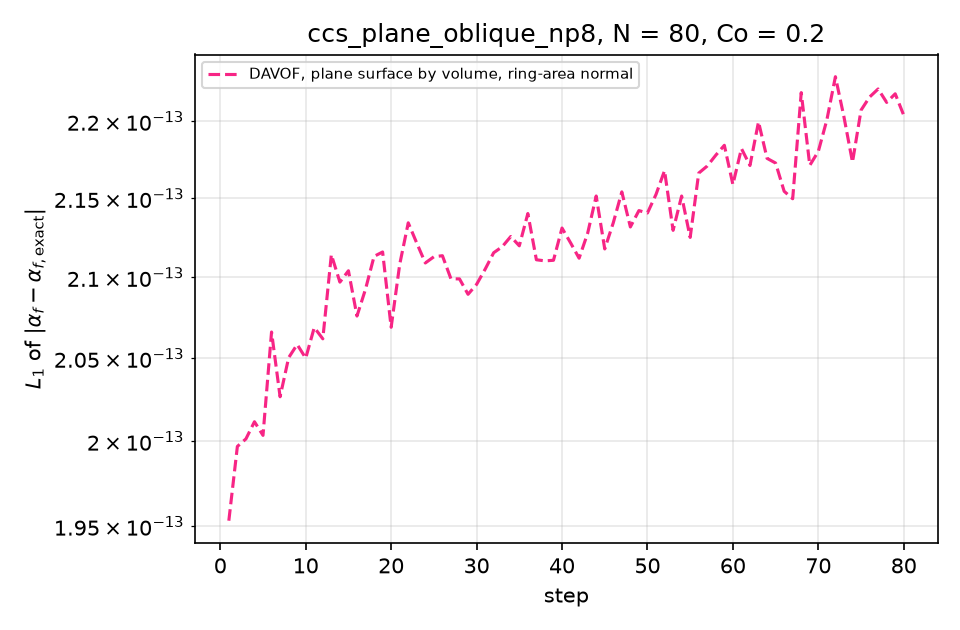 ccs_plane_oblique_np8, N = 80, Co = 0.2
DAVOF, plane surface by volume, ring-area normal
L₁ of |α_f − α_{f,exact}|
2.2 × 10⁻¹³
2.15 × 10⁻¹³
2.1 × 10⁻¹³
2.05 × 10⁻¹³
2 × 10⁻¹³
1.95 × 10⁻¹³
0 10 20 30 40 50 60 70 80
step